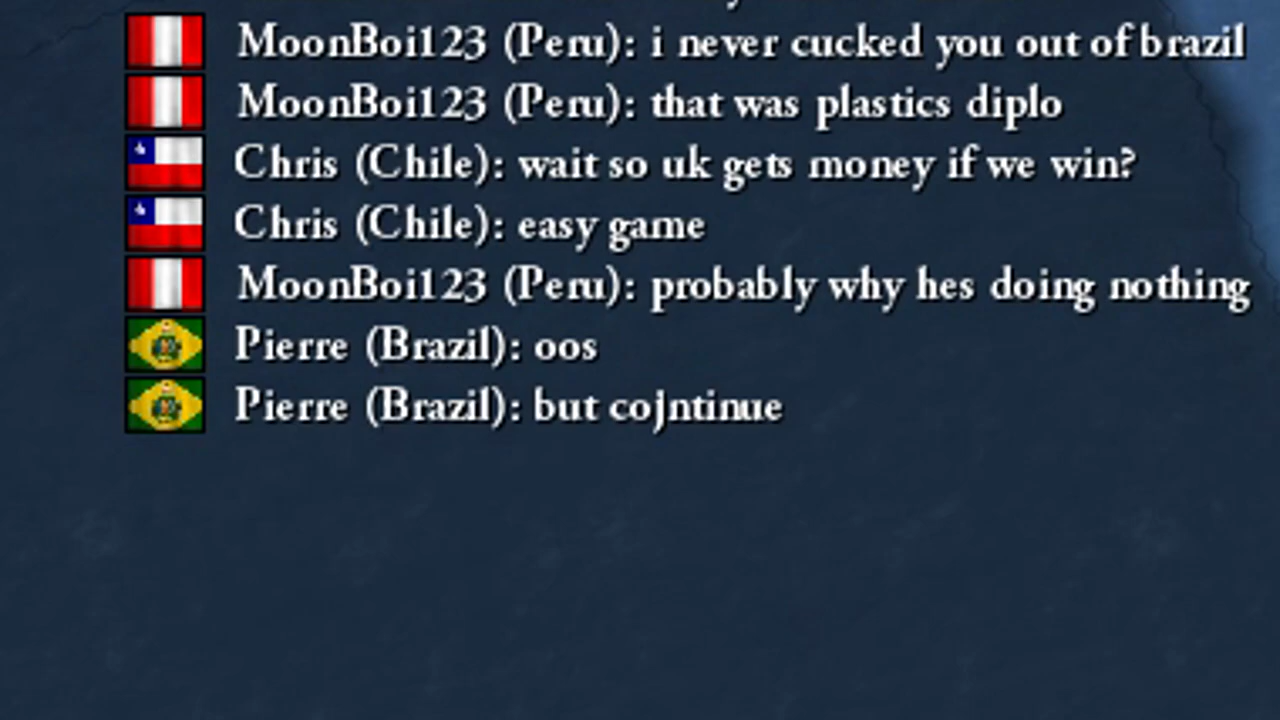 MoonBoi123 (Peru): i never cucked you out of brazil
MoonBoi123 (Peru): that was plastics diplo
Chris (Chile): wait so uk gets money if we win?
Chris (Chile): easy game
MoonBoi123 (Peru): probably why hes doing nothing
Pierre (Brazil): oos
Pierre (Brazil): but cojntinue